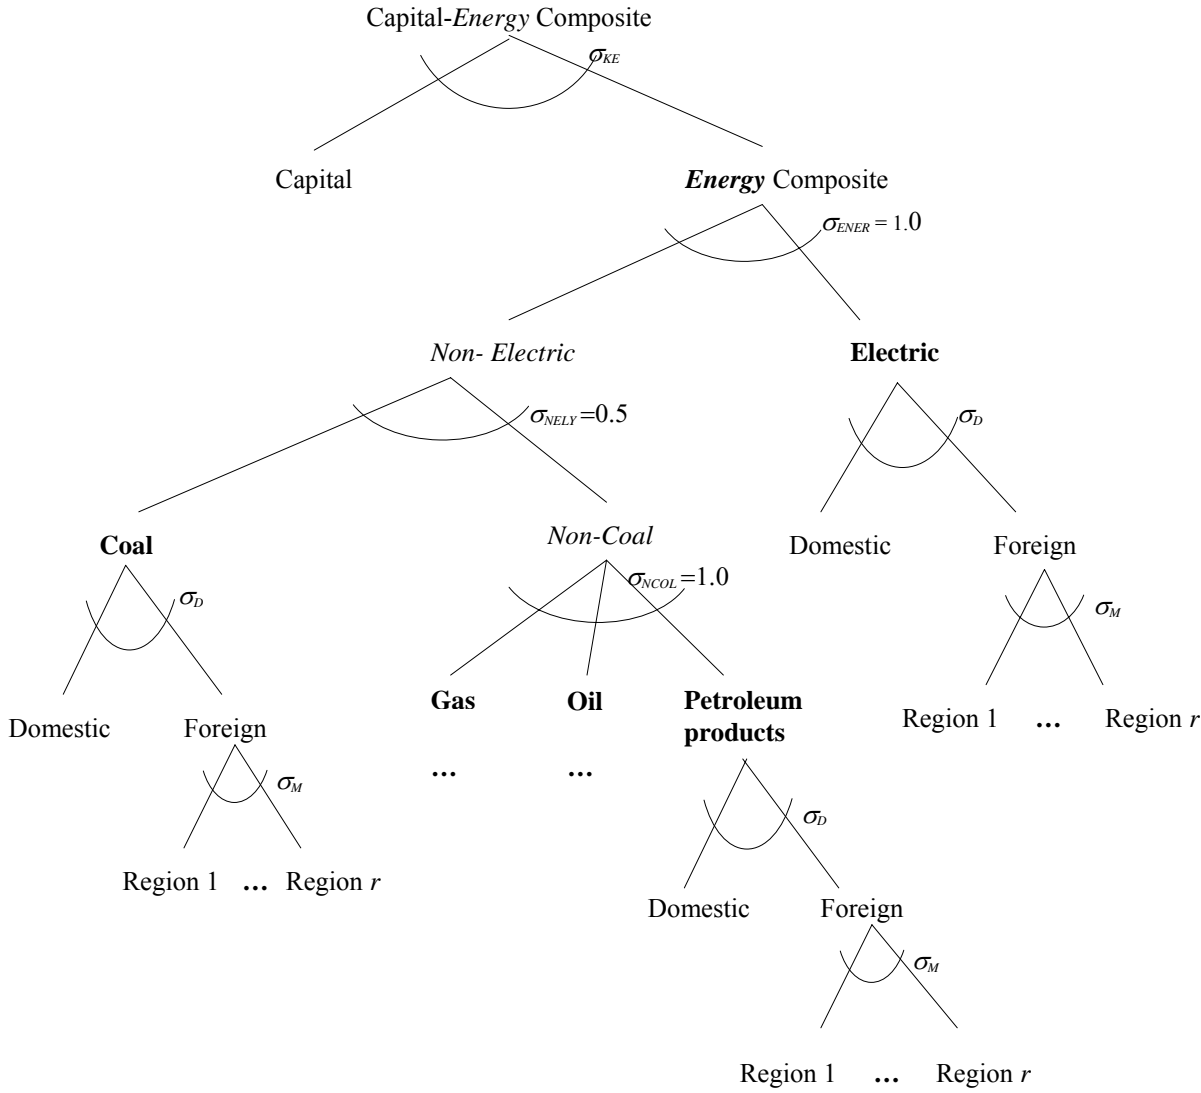 Capital-Energy Composite
σKE
Capital
Energy Composite
σENER = 1.0
Non- Electric
Electric
σNELY =0.5
σD
Coal
Non-Coal
Domestic
Foreign
σNCOL =1.0
σD
σM
Gas
Oil
Petroleum
products
Domestic
Foreign
Region 1 ... Region r
...
...
σM
σD
Region 1 ... Region r
Domestic
Foreign
σM
Region 1 ... Region r